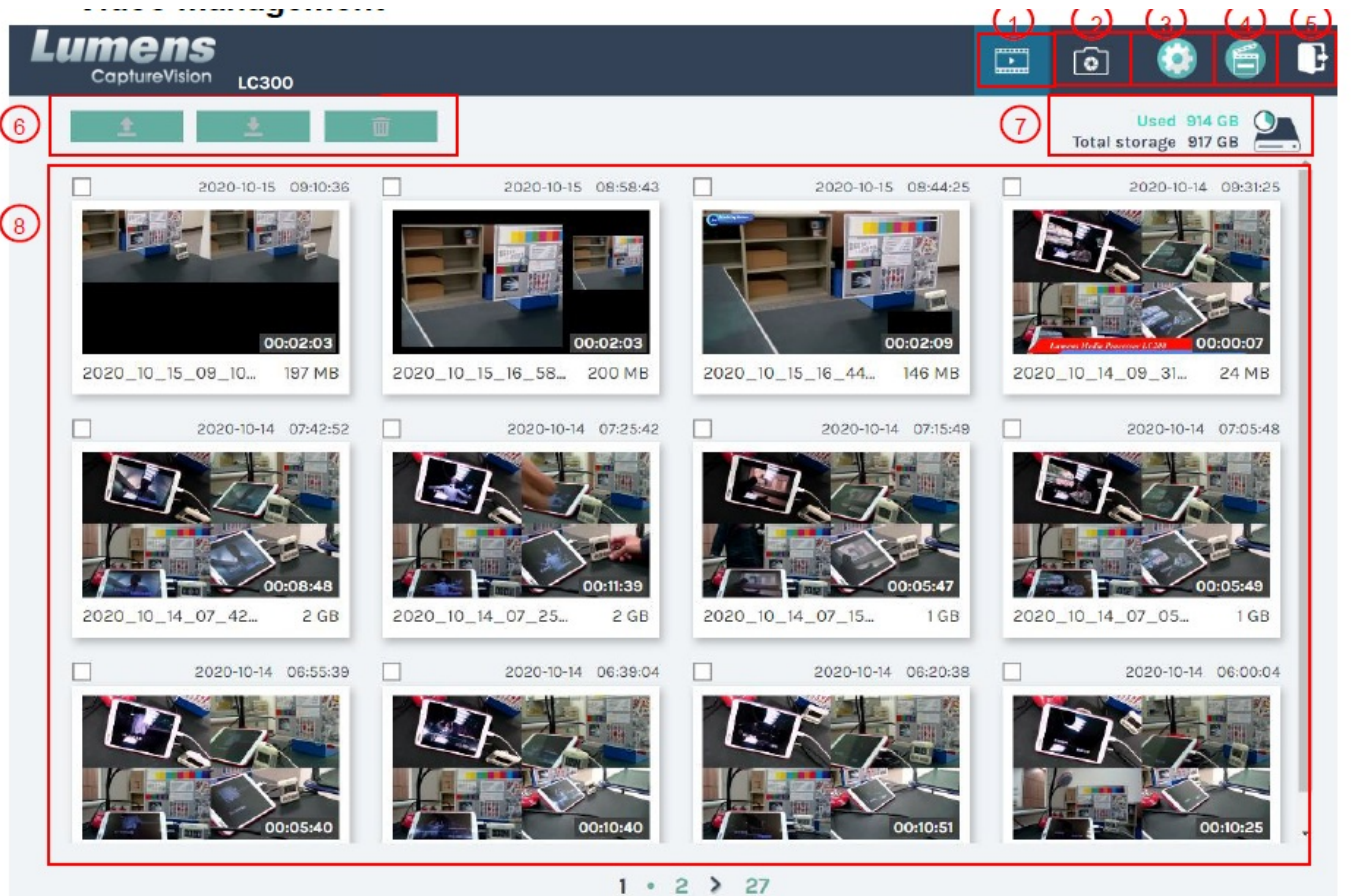 1 2 3 4 5
Lumens
CaptureVision LC300
6
7
Used 914 GB
Total storage 917 GB
8
2020-10-15 09:10:36
2020-10-15 08:58:43
2020-10-15 08:44:25
2020-10-14 09:31:25
00:02:03
00:02:03
00:02:09
Lumens Media Processor LC200 00:00:07
2020_10_15_09_10... 197 MB
2020_10_15_16_58... 200 MB
2020_10_15_16_44... 146 MB
2020_10_14_09_31... 24 MB
2020-10-14 07:42:52
2020-10-14 07:25:42
2020-10-14 07:15:49
2020-10-14 07:05:48
00:08:48
00:11:39
00:05:47
00:05:49
2020_10_14_07_42... 2 GB
2020_10_14_07_25... 2 GB
2020_10_14_07_15... 1 GB
2020_10_14_07_05... 1 GB
2020-10-14 06:55:39
2020-10-14 06:39:04
2020-10-14 06:20:38
2020-10-14 06:00:04
00:05:40
00:10:40
00:10:51
00:10:25
1 • 2 > 27